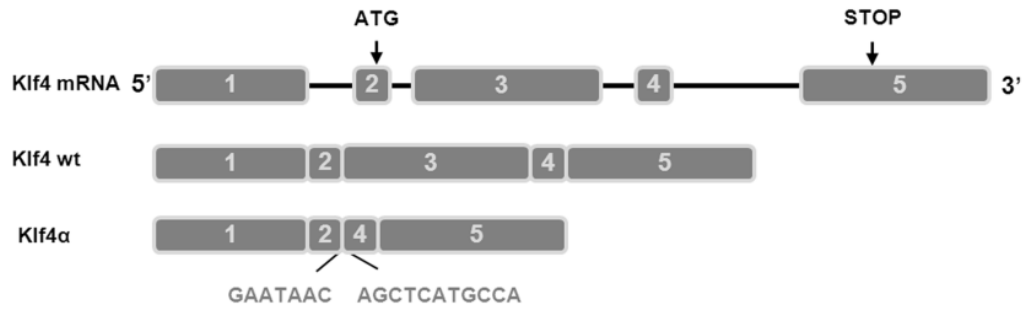 ATG STOP
Klf4 mRNA 5' 1 2 3 4 5 3'
Klf4 wt 1 2 3 4 5
Klf4α 1 2 4 5
GAATAAC AGCTCATGCCA